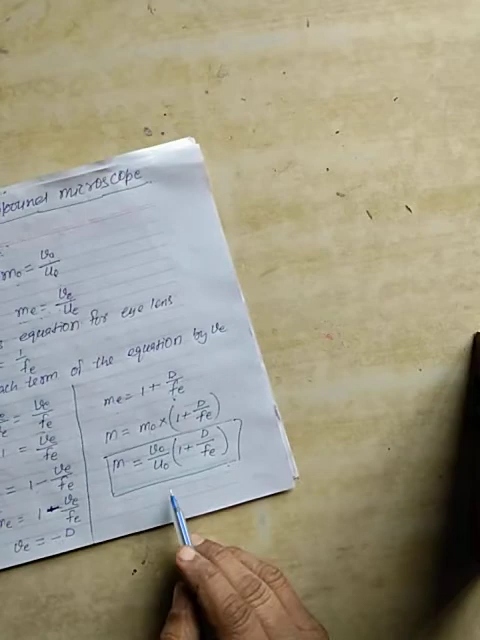 microscope
m₀ = v₀/u₀
mₑ = vₑ/uₑ
equation for eye lens
= 1/fₑ
each term of the equation by vₑ
= vₑ/fₑ
1 = vₑ/fₑ
= 1 - vₑ/fₑ
mₑ = 1 - vₑ/fₑ
vₑ = -D
mₑ = 1 + D/fₑ
m = m₀ × (1 + D/fₑ)
m = v₀/u₀ (1 + D/fₑ)